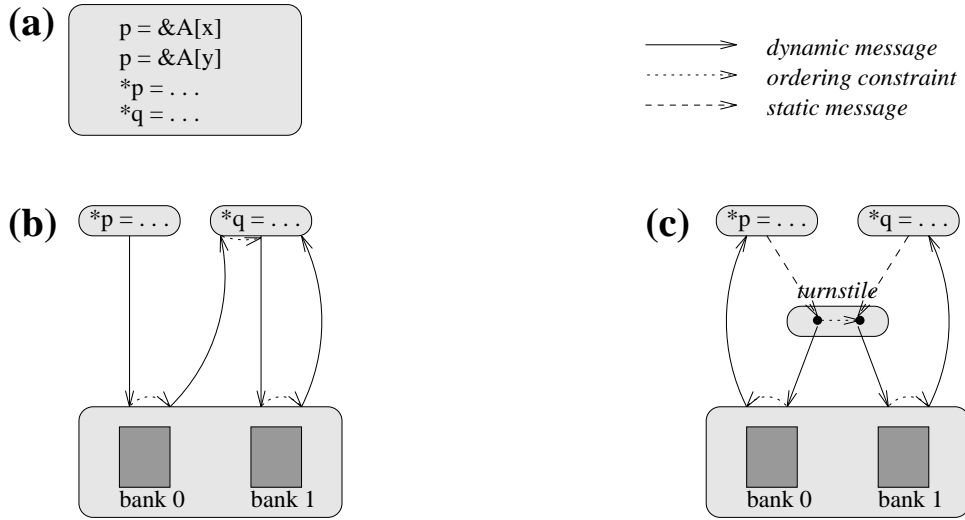 (a)
p = &A[x]
p = &A[y]
*p = . . .
*q = . . .
dynamic message
ordering constraint
static message
(b)
*p = . . .
*q = . . .
bank 0
bank 1
(c)
*p = . . .
*q = . . .
turnstile
bank 0
bank 1